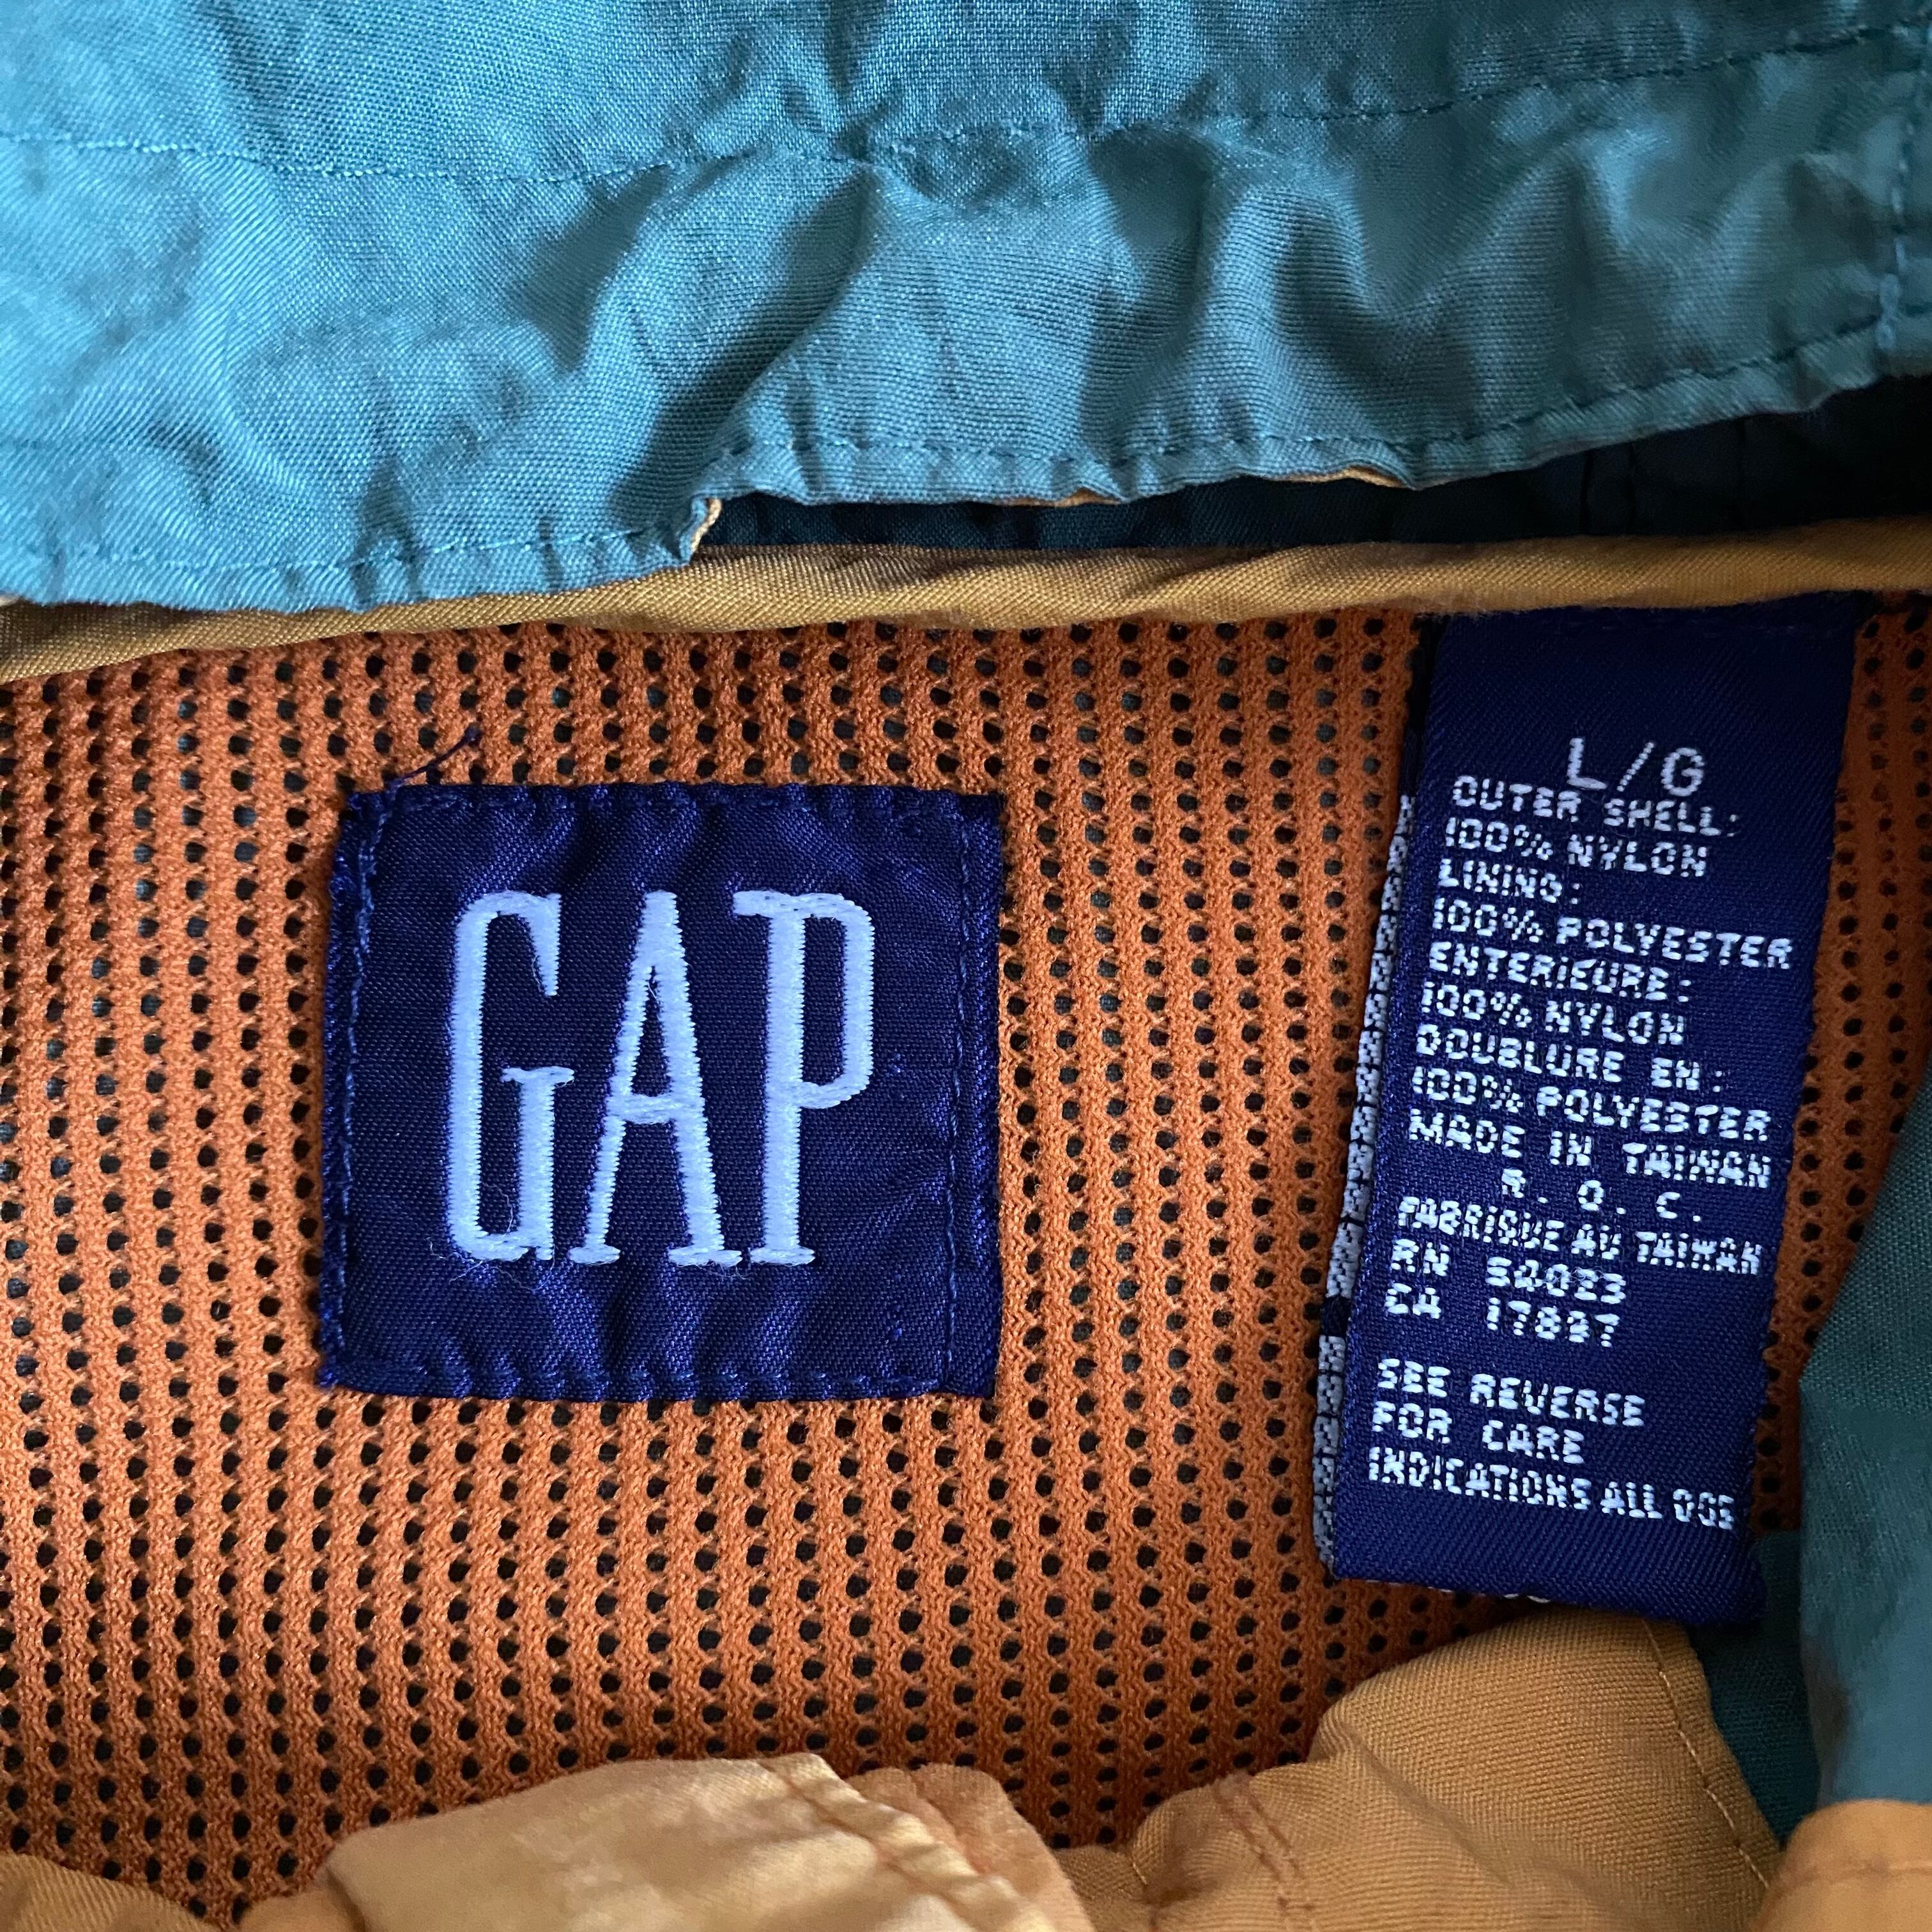 GAP
L/G
OUTER SHELL:
100% NYLON
LINING:
100% POLYESTER
ENTERIEURE:
100% NYLON
DOUBLURE EN:
100% POLYESTER
MADE IN TAIWAN
R. O. C.
FABRIQUE AU TAIWAN
RN 54023
CA 17897
SEE REVERSE
FOR CARE
INDICATIONS ALL DOS